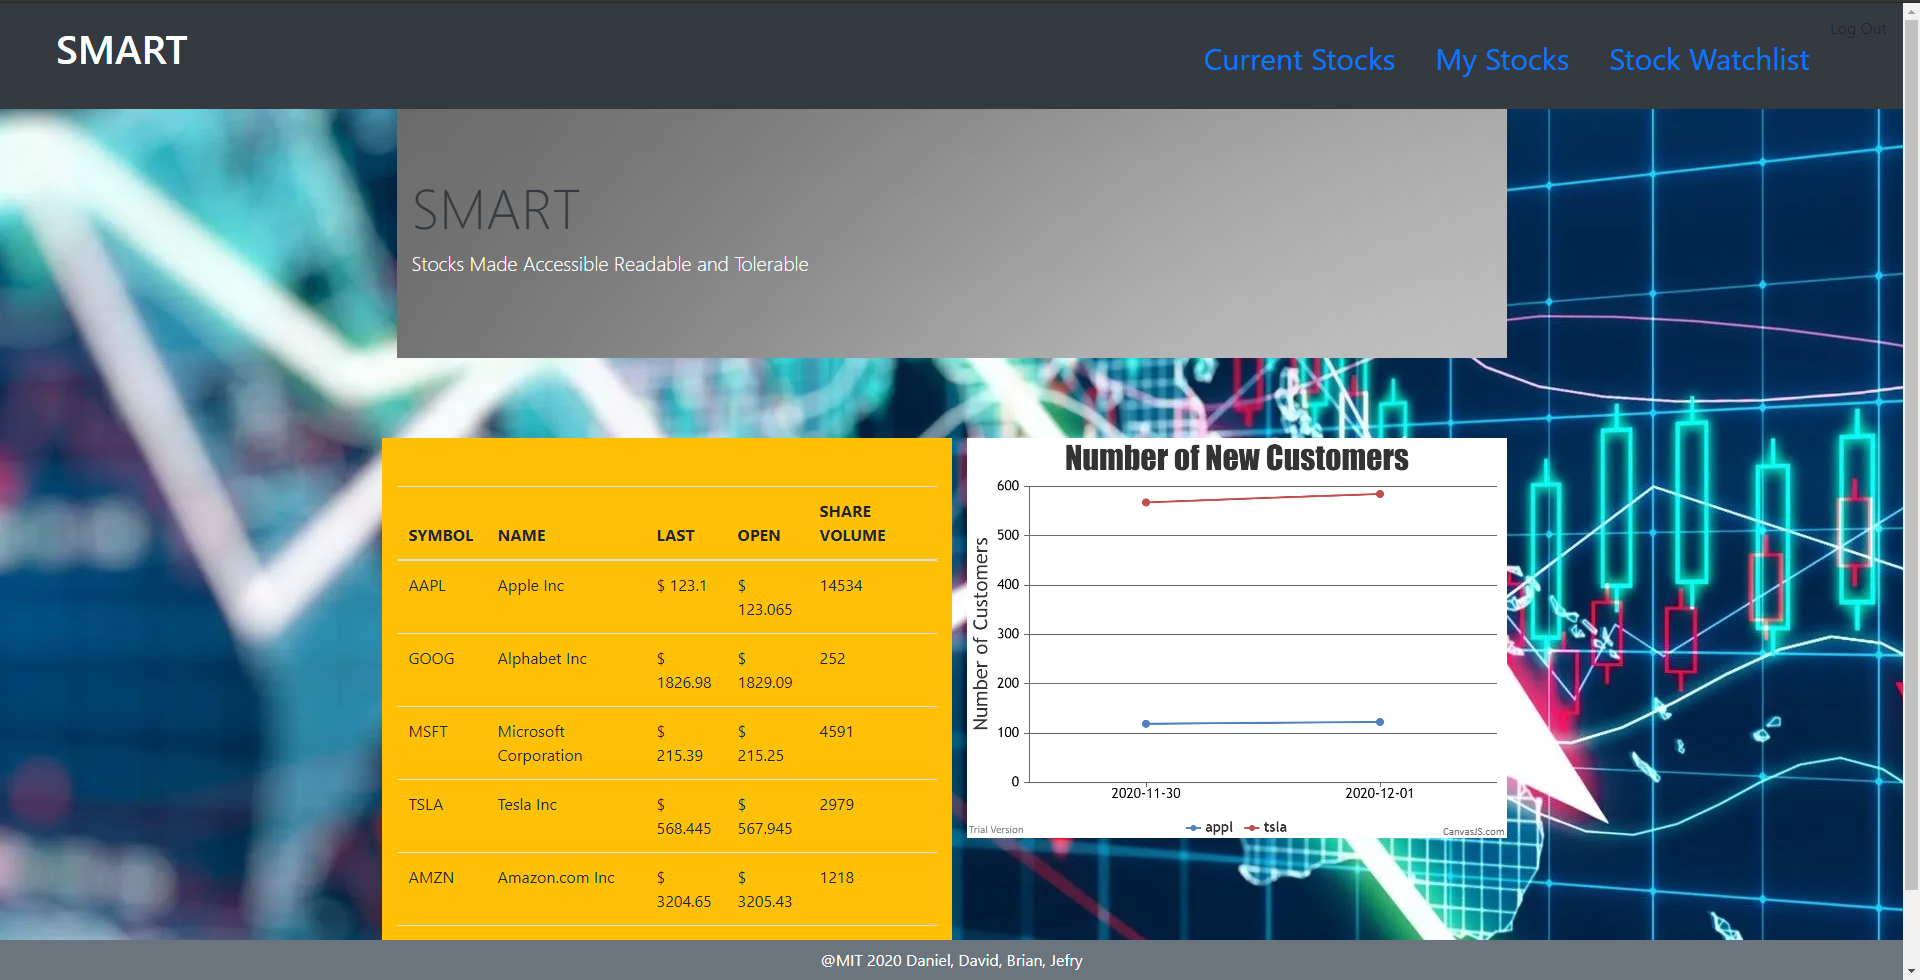 SMART
Current Stocks My Stocks Stock Watchlist
Log Out
SMART
Stocks Made Accessible Readable and Tolerable
SYMBOL NAME LAST OPEN SHARE VOLUME
AAPL Apple Inc $ 123.1 $ 123.065 14534
GOOG Alphabet Inc $ 1826.98 $ 1829.09 252
MSFT Microsoft Corporation $ 215.39 $ 215.25 4591
TSLA Tesla Inc $ 568.445 $ 567.945 2979
AMZN Amazon.com Inc $ 3204.65 $ 3205.43 1218
Number of New Customers
Number of Customers
600
500
400
300
200
100
0
2020-11-30 2020-12-01
appl tsla
Trial Version
CanvasJS.com
@MIT 2020 Daniel, David, Brian, Jefry